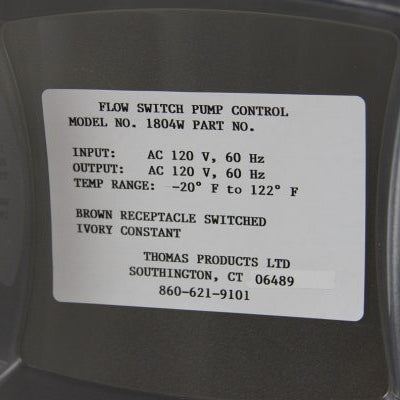 FLOW SWITCH PUMP CONTROL
MODEL NO. 1804W PART NO.
INPUT: AC 120 V, 60 Hz
OUTPUT: AC 120 V, 60 Hz
TEMP RANGE: -20° F to 122° F
BROWN RECEPTACLE SWITCHED
IVORY CONSTANT
THOMAS PRODUCTS LTD
SOUTHINGTON, CT 06489
860-621-9101